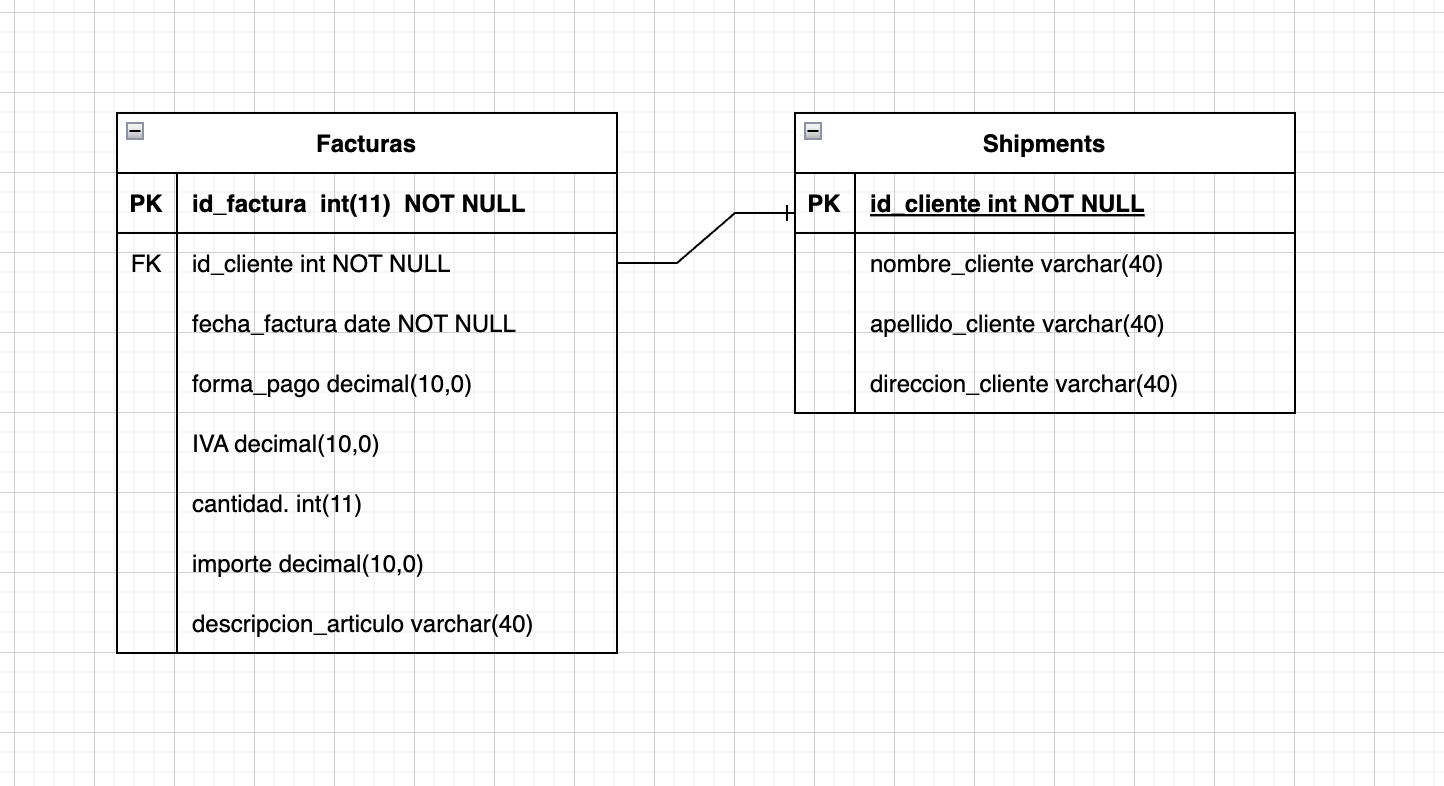 Facturas
PK id_factura int(11) NOT NULL
FK id_cliente int NOT NULL
fecha_factura date NOT NULL
forma_pago decimal(10,0)
IVA decimal(10,0)
cantidad. int(11)
importe decimal(10,0)
descripcion_articulo varchar(40)
Shipments
PK id_cliente int NOT NULL
nombre_cliente varchar(40)
apellido_cliente varchar(40)
direccion_cliente varchar(40)